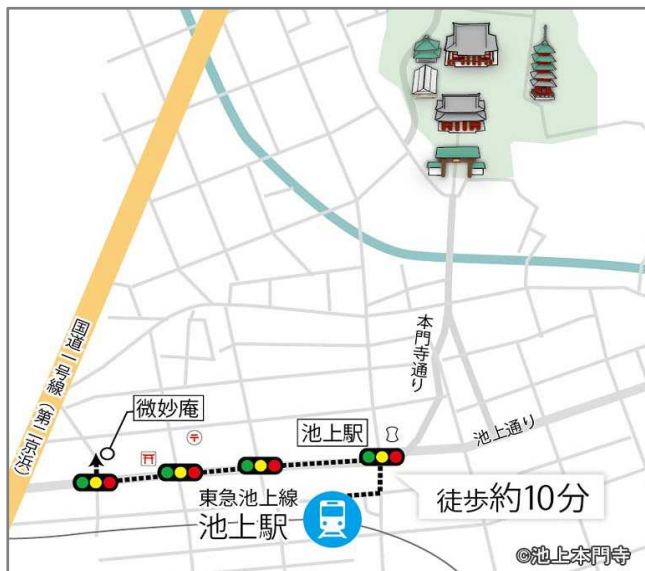 国道一号線（第二京浜）
微妙庵
〒
池上駅
本門寺通り
池上通り
東急池上線
池上駅
徒歩約10分
©池上本門寺